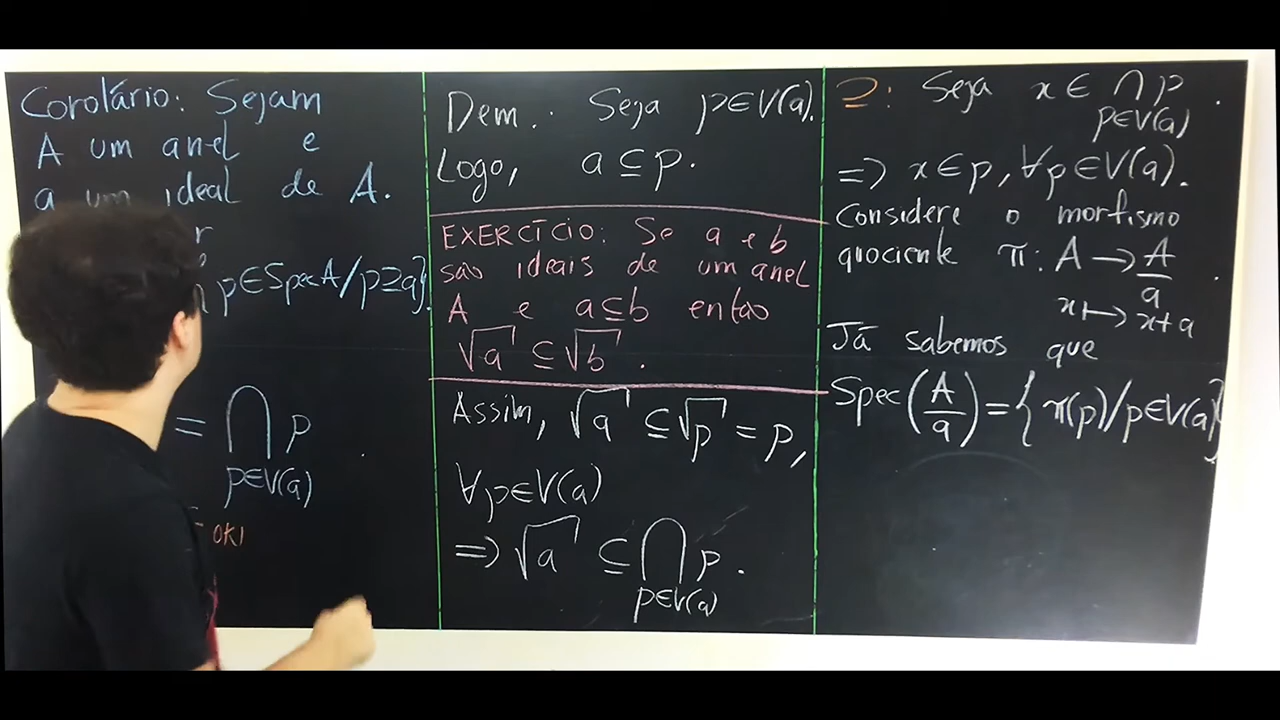 Corolário: Sejam
A um anel e
a um ideal de A.
r
p∈SpecA/p⊇a}.
= ⋂ p
p∈V(a)
⊆ OK!
Dem.: Seja p∈V(a).
Logo, a⊆p.
EXERCÍCIO: Se a e b
são ideais de um anel
A e a⊆b então
√a ⊆ √b.
Assim, √a ⊆ √p = p,
∀p∈V(a)
=> √a ⊆ ⋂ p.
p∈V(a)
⊇: Seja x ∈ ⋂ p.
p∈V(a)
=> x∈p, ∀p∈V(a).
Considere o morfismo
quociente π: A → A/a.
x ↦ x+a
Já sabemos que
Spec(A/a) = {π(p)/p∈V(a)}